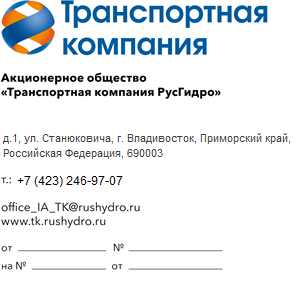 Транспортная
компания
Акционерное общество
«Транспортная компания РусГидро»
д.1, ул. Станюковича, г. Владивосток, Приморский край,
Российская Федерация, 690003
т.: +7 (423) 246-97-07
office_IA_TK@rushydro.ru
www.tk.rushydro.ru
от ________________ № ________________
на № ______________ от ________________